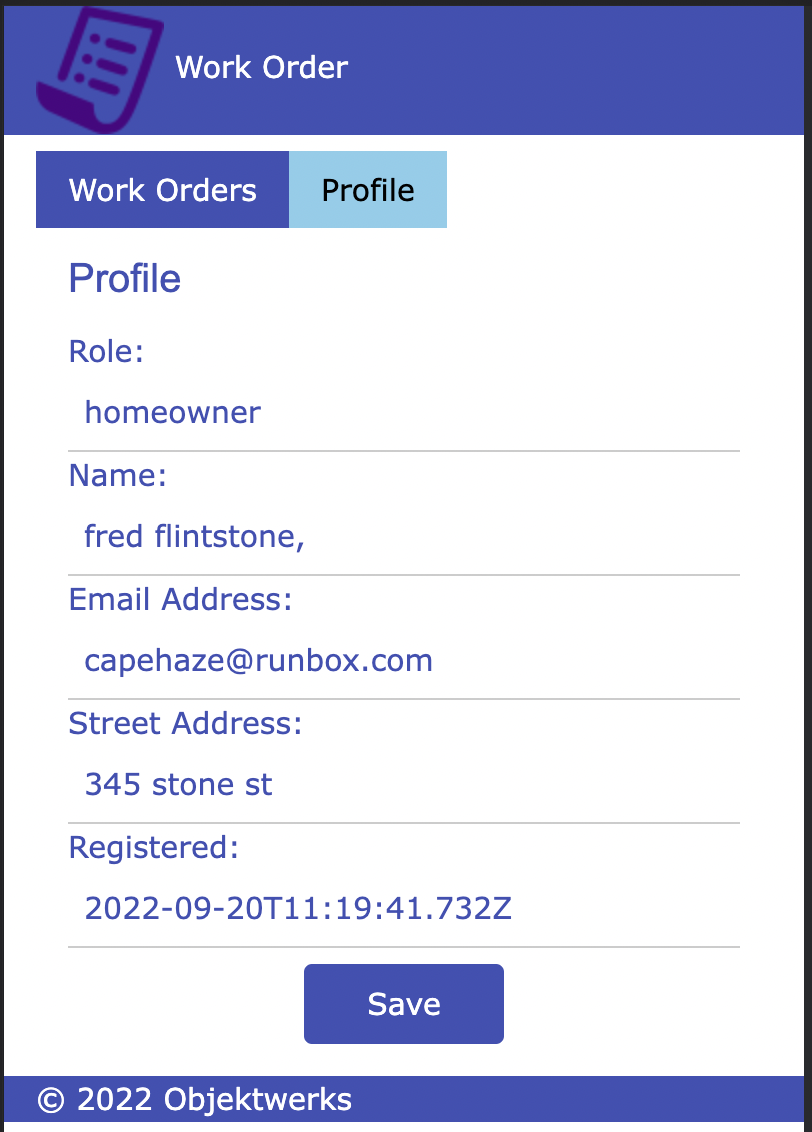 Work Order
Work Orders Profile
Profile
Role:
homeowner
Name:
fred flintstone,
Email Address:
capehaze@runbox.com
Street Address:
345 stone st
Registered:
2022-09-20T11:19:41.732Z
Save
© 2022 Objektwerks